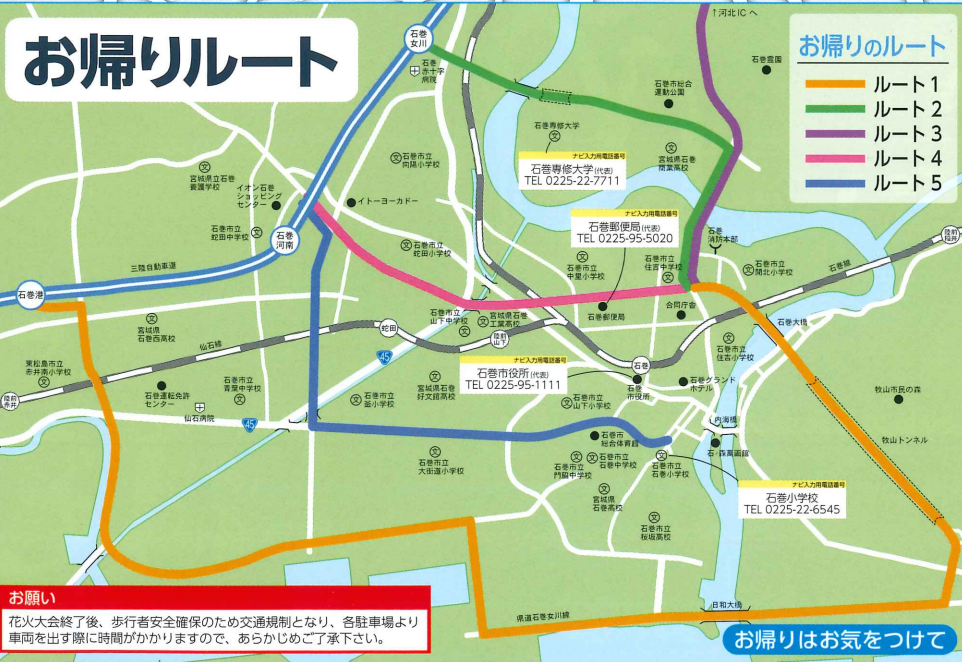 お帰りルート
お帰りのルート
ルート1
ルート2
ルート3
ルート4
ルート5
↑河北ICへ
石巻
女川
石巻
赤十字
病院
石巻霊園
石巻市総合
運動公園
石巻専修大学
宮城県石巻
商業高校
ナビ入力用電話番号
石巻専修大学(代表)
TEL 0225-22-7711
石巻市立
向陽小学校
宮城県立石巻
養護学校
イオン石巻
ショッピング
センター
イトーヨーカドー
石巻市立
蛇田中学校
石巻
河南
石巻市立
蛇田小学校
ナビ入力用電話番号
石巻郵便局(代表)
TEL 0225-95-5020
石巻市立
中里小学校
石巻市立
住吉中学校
石巻
消防本部
石巻市立
開北小学校
石巻線
陸前
稲井
三陸自動車道
石巻港
石巻市立
山下中学校
宮城県石巻
工業高校
石巻郵便局
合同庁舎
石巻大橋
宮城県
石巻西高校
仙石線
蛇田
陸前
山下
45
石巻
石巻市立
住吉小学校
東松島市立
赤井南小学校
陸前
赤井
石巻運転免許
センター
石巻市立
青葉中学校
仙石病院
45
石巻市立
釜小学校
宮城県石巻
好文館高校
ナビ入力用電話番号
石巻市役所(代表)
TEL 0225-95-1111
石巻
市役所
石巻グランド
ホテル
石巻市立
山下小学校
牧山市民の森
内海橋
牧山トンネル
石巻市
総合体育館
石ノ森萬画館
石巻市立
大街道小学校
石巻市立
門脇中学校
石巻市立
石巻中学校
石巻市立
石巻小学校
宮城県
石巻高校
ナビ入力用電話番号
石巻小学校
TEL 0225-22-6545
石巻市立
桜坂高校
県道石巻女川線
日和大橋
お願い
花火大会終了後、歩行者安全確保のため交通規制となり、各駐車場より
車両を出す際に時間がかかりますので、あらかじめご了承下さい。
お帰りはお気をつけて